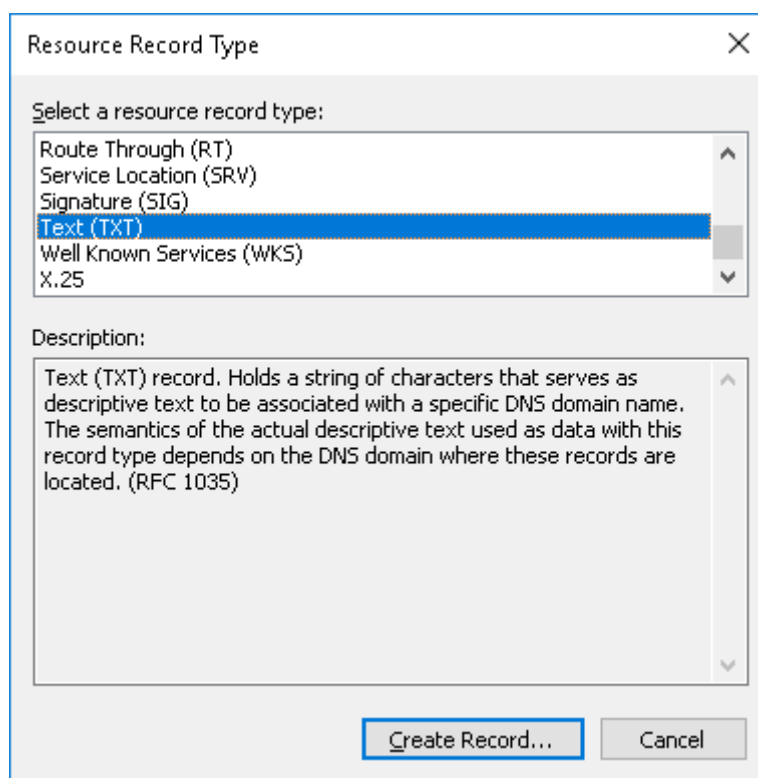 Resource Record Type
Select a resource record type:
Route Through (RT)
Service Location (SRV)
Signature (SIG)
Text (TXT)
Well Known Services (WKS)
X.25
Description:
Text (TXT) record. Holds a string of characters that serves as
descriptive text to be associated with a specific DNS domain name.
The semantics of the actual descriptive text used as data with this
record type depends on the DNS domain where these records are
located. (RFC 1035)
Create Record... Cancel